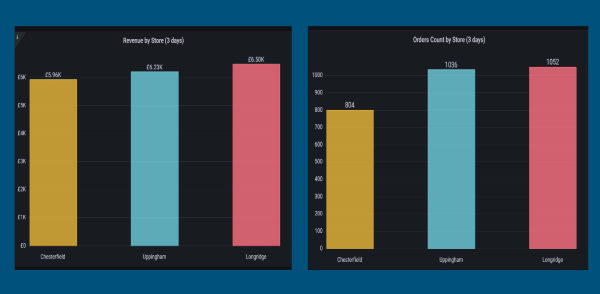 Revenue by Store (3 days)
£5.96K
£6.23K
£6.50K
£6K
£5K
£4K
£3K
£2K
£1K
£0
Chesterfield
Uppingham
Longridge
Orders Count by Store (3 days)
804
1036
1052
1000
900
800
700
600
500
400
300
200
100
0
Chesterfield
Uppingham
Longridge